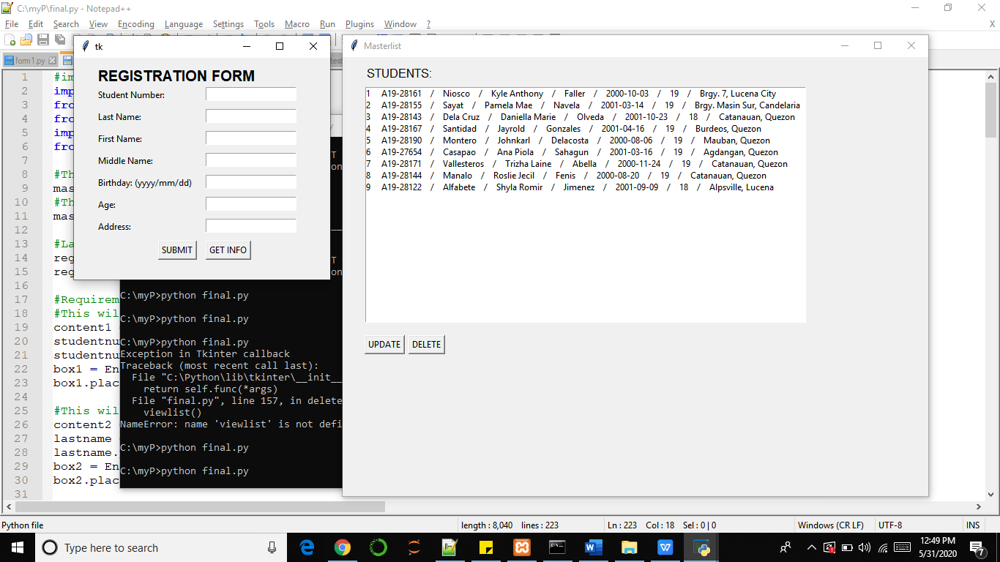 C:\myP\final.py - Notepad++
File Edit Search View Encoding Language Settings Tools Macro Run Plugins Window ? X
form1.py
tk
REGISTRATION FORM
Student Number:
Last Name:
First Name:
Middle Name:
Birthday: (yyyy/mm/dd)
Age:
Address:
SUBMIT GET INFO
Masterlist
STUDENTS:
1 A19-28161 / Niosco / Kyle Anthony / Faller / 2000-10-03 / 19 / Brgy. 7, Lucena City
2 A19-28155 / Sayat / Pamela Mae / Navela / 2001-03-14 / 19 / Brgy. Masin Sur, Candelaria
3 A19-28143 / Dela Cruz / Daniella Marie / Olveda / 2001-10-23 / 18 / Catanauan, Quezon
4 A19-28167 / Santidad / Jayrold / Gonzales / 2001-04-16 / 19 / Burdeos, Quezon
5 A19-28190 / Montero / Johnkarl / Delacosta / 2000-08-06 / 19 / Mauban, Quezon
6 A19-27654 / Casapao / Ana Piola / Sahagun / 2001-03-16 / 19 / Agdangan, Quezon
7 A19-28171 / Vallesteros / Trizha Laine / Abella / 2000-11-24 / 19 / Catanauan, Quezon
8 A19-28144 / Manalo / Roslie Jecil / Fenis / 2000-08-20 / 19 / Catanauan, Quezon
9 A19-28122 / Alfabete / Shyla Romir / Jimenez / 2001-09-09 / 18 / Alpsville, Lucena
UPDATE DELETE
1 #im
2 imp
3 fro
4 fro
5 imp
6 fro
7
8 #Th
9 mas
10 #Th
11 mas
12
13 #La
14 reg
15 reg
16
17 #Requirem
18 #This wil
19 content1
20 studentnu
21 studentnu
22 box1 = En
23 box1.plac
24
25 #This wil
26 content2
27 lastname
28 lastname.
29 box2 = En
30 box2.plac
31
C:\myP>python final.py
C:\myP>python final.py
C:\myP>python final.py
Exception in Tkinter callback
Traceback (most recent call last):
File "C:\Python\lib\tkinter\__init__
return self.func(*args)
File "final.py", line 157, in delete
viewlist()
NameError: name 'viewlist' is not defi
C:\myP>python final.py
C:\myP>python final.py
Python file length : 8,040 lines : 223 Ln : 223 Col : 18 Sel : 0 | 0 Windows (CR LF) UTF-8 INS
Type here to search
12:49 PM
5/31/2020
7